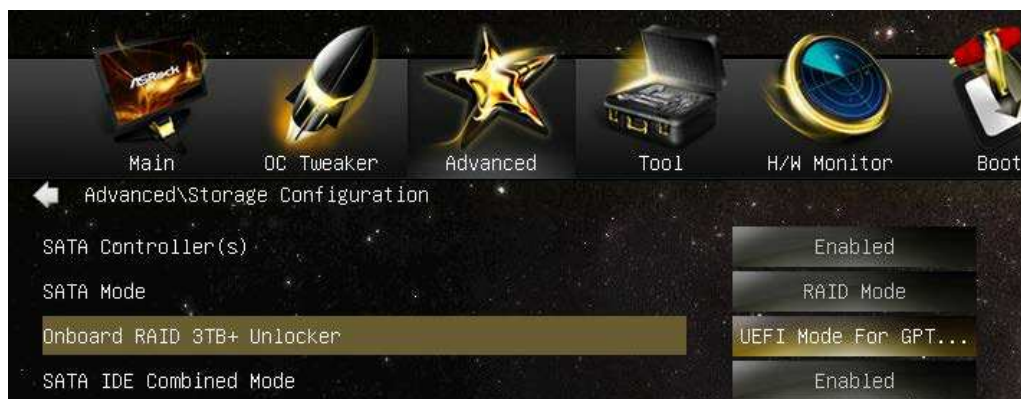 ASRock
Main
OC Tweaker
Advanced
Tool
H/W Monitor
Boot
Advanced\Storage Configuration
SATA Controller(s)
Enabled
SATA Mode
RAID Mode
Onboard RAID 3TB+ Unlocker
UEFI Mode For GPT...
SATA IDE Combined Mode
Enabled